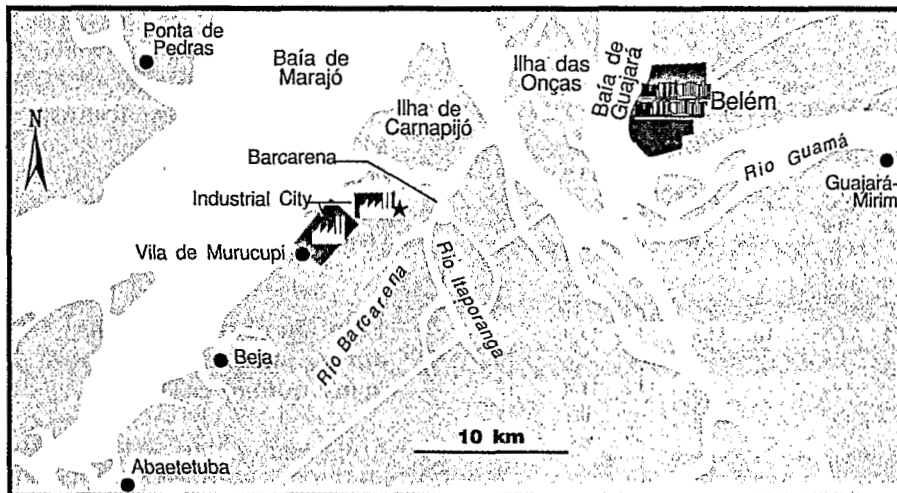 Ponta de
Pedras
Baía de
Marajó
Ilha de
Carnapijó
Ilha das
Onças
Baía de
Guajará
Belém
Rio Guamá
Guajará-
Mirim
N
Barcarena
Industrial City
Vila de Murucupi
Rio Barcarena
Rio Itaporanga
Beja
10 km
Abaetetuba